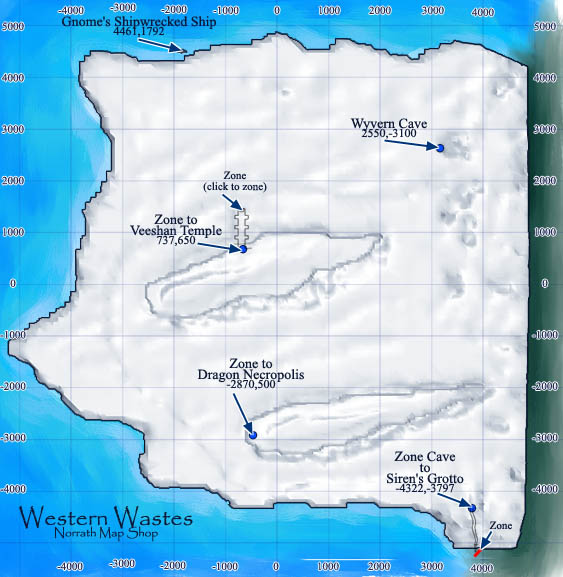 -4000 -3000 -2000 -1000 0 1000 2000 3000 4000
5000 5000
Gnome's Shipwrecked Ship
4461,1792
4000 4000
3000 3000
Wyvern Cave
2550,-3100
2000 2000
Zone
(click to zone)
Zone to
Veeshan Temple
737,650
1000 1000
0 0
-1000 -1000
Zone to
Dragon Necropolis
-2870,500
-2000 -2000
-3000 -3000
Zone Cave
to
Siren's Grotto
-4322,-3797
-4000 -4000
Zone
Western Wastes
Norrath Map Shop
-4000 -3000 -2000 -1000 0 1000 2000 3000 4000